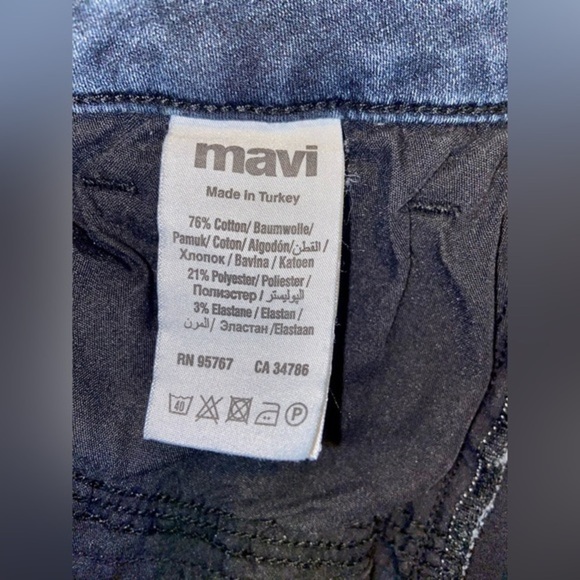 mavi
Made in Turkey
76% Cotton/ Baumwolle/
Pamuk/ Coton/ Algodón/القطن/
Хлопок / Bavlna / Katoen
21% Polyester/ Poliester/
Полиэстер / البوليستر/
3% Elastane/ Elastan/
المرن/ Эластан /Elastaan
RN 95767 CA 34786
40 P